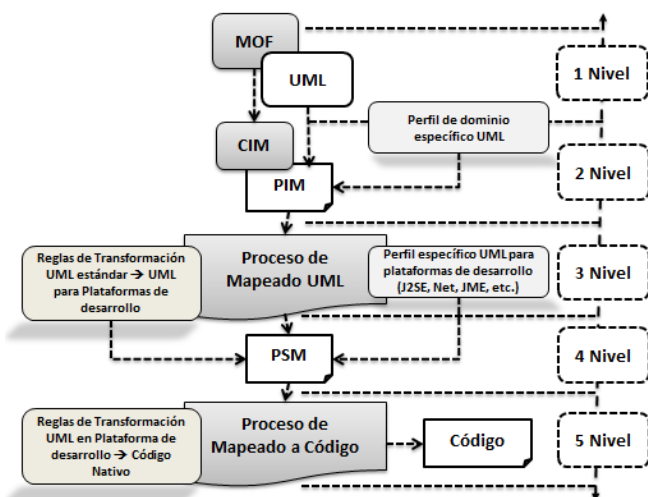 MOF
1 Nivel
UML
Perfil de dominio
específico UML
CIM
2 Nivel
PIM
Reglas de Transformación
UML estándar → UML
para Plataformas de
desarrollo
Proceso de
Mapeado UML
Perfil específico UML para
plataformas de desarrollo
(J2SE, Net, JME, etc.)
3 Nivel
PSM
4 Nivel
Reglas de Transformación
UML en Plataforma de
desarrollo → Código
Nativo
Proceso de
Mapeado a Código
Código
5 Nivel